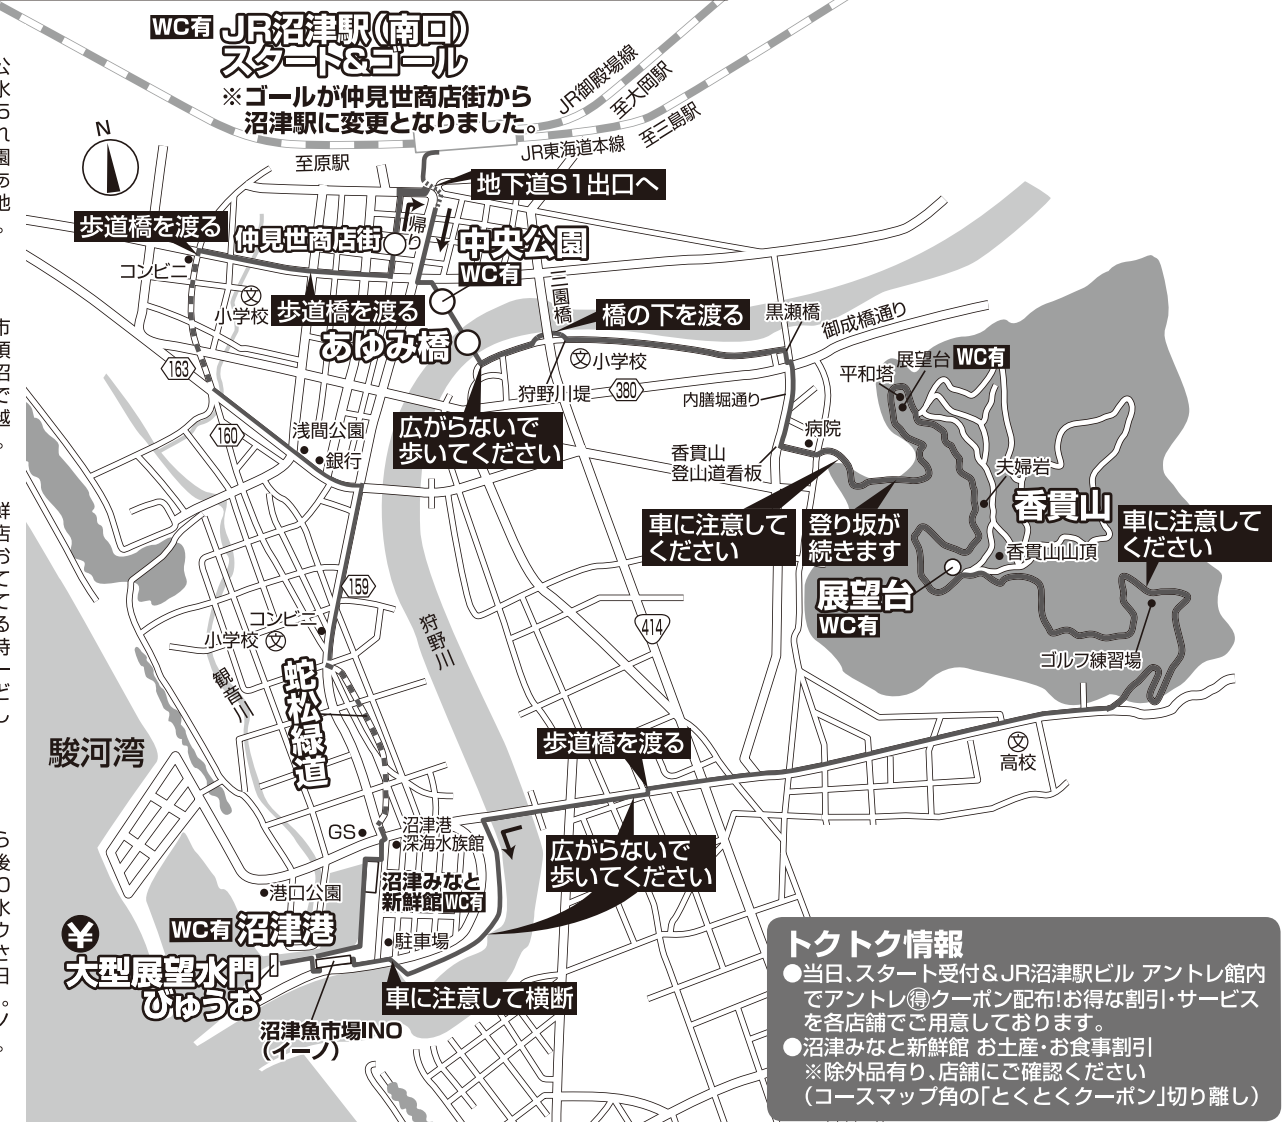 WC有 JR沼津駅(南口)
スタート&ゴール
※ゴールが仲見世商店街から
沼津駅に変更となりました。
JR御殿場線
至大岡駅
至三島駅
JR東海道本線
至原駅
N
地下道S1出口へ
歩道橋を渡る
仲見世商店街
帰り
中央公園
WC有
コンビニ
文
小学校
歩道橋を渡る
あゆみ橋
三園橋
橋の下を渡る
黒瀬橋
御成橋通り
文小学校
狩野川堤
380
内膳堀通り
展望台 WC有
平和塔
163
160
浅間公園
銀行
広がらないで
歩いてください
香貫山
登山道看板
病院
夫婦岩
香貫山
車に注意して
ください
登り坂が
続きます
車に注意して
ください
香貫山山頂
展望台
WC有
159
コンビニ
小学校文
狩野川
414
ゴルフ練習場
観音川
蛇松緑道
駿河湾
歩道橋を渡る
文
高校
GS
沼津港
深海水族館
広がらないで
歩いてください
沼津みなと
新鮮館WC有
港口公園
WC有 沼津港
駐車場
¥
大型展望水門
びゅうお
車に注意して横断
沼津魚市場INO
(イーノ)
トクトク情報
●当日、スタート受付&JR沼津駅ビル アントレ館内
でアントレ得クーポン配布!お得な割引・サービス
を各店舗でご用意しております。
●沼津みなと新鮮館 お土産・お食事割引
※除外品有り、店舗にご確認ください
(コースマップ角の「とくとくクーポン」切り離し)